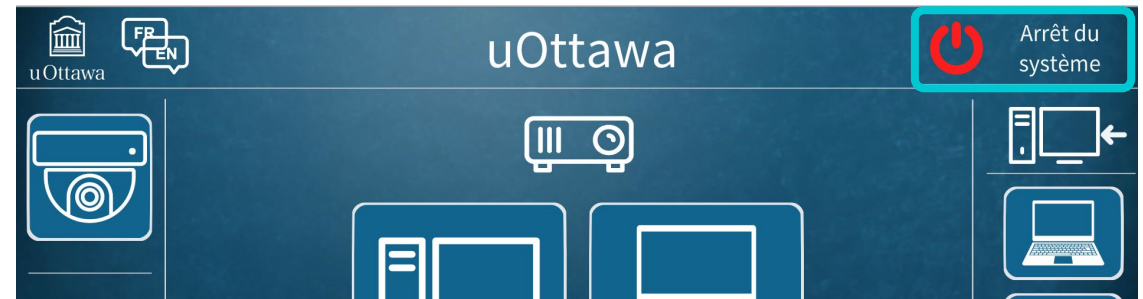 uOttawa
FR
EN
uOttawa
Arrêt du
système